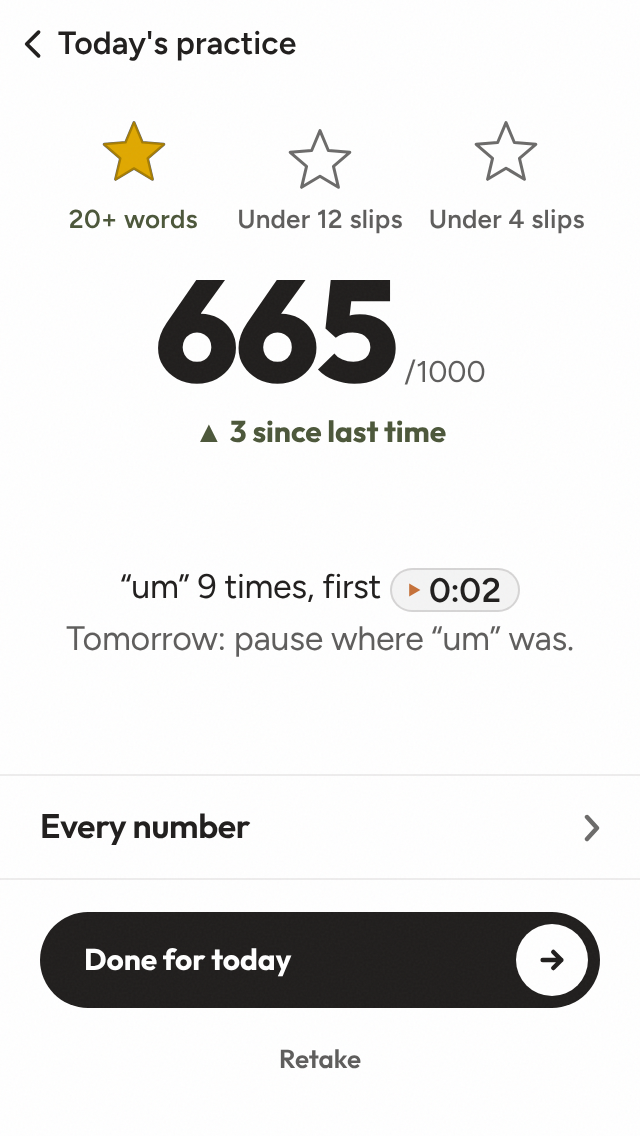 Today's practice
20+ words
Under 12 slips
Under 4 slips
665 /1000
▲ 3 since last time
“um” 9 times, first ▶ 0:02
Tomorrow: pause where “um” was.
Every number
Done for today
Retake